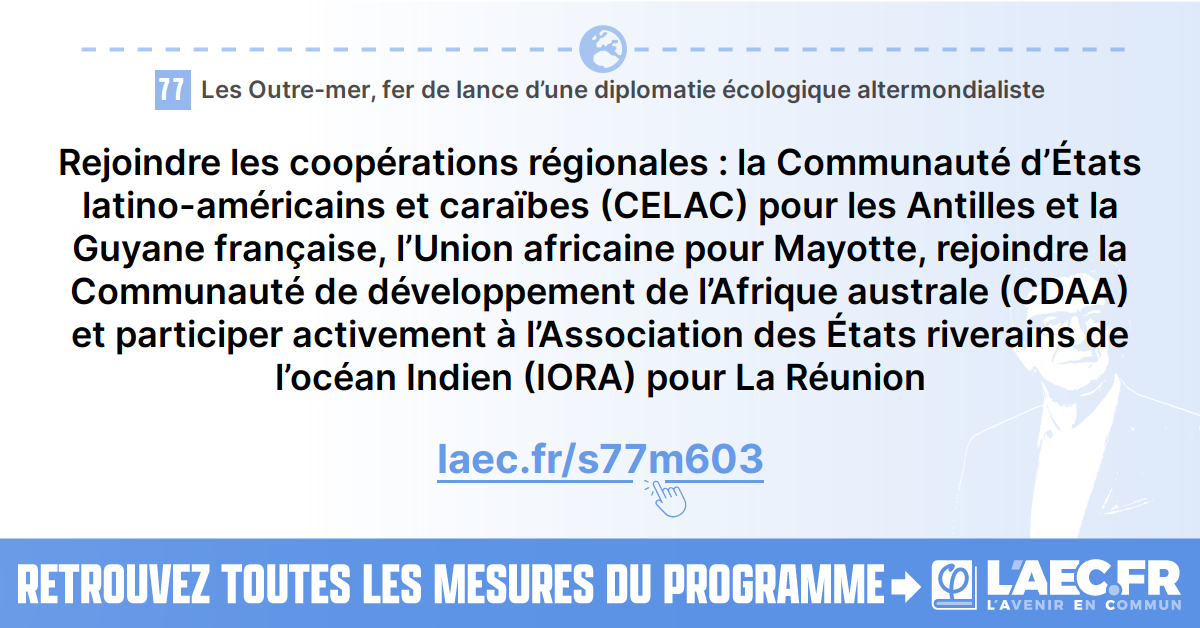 77 Les Outre-mer, fer de lance d’une diplomatie écologique altermondialiste
Rejoindre les coopérations régionales : la Communauté d’États
latino-américains et caraïbes (CELAC) pour les Antilles et la
Guyane française, l’Union africaine pour Mayotte, rejoindre la
Communauté de développement de l’Afrique australe (CDAA)
et participer activement à l’Association des États riverains de
l’océan Indien (IORA) pour La Réunion
laec.fr/s77m603
RETROUVEZ TOUTES LES MESURES DU PROGRAMME
φ L’AEC.FR
L’AVENIR EN COMMUN